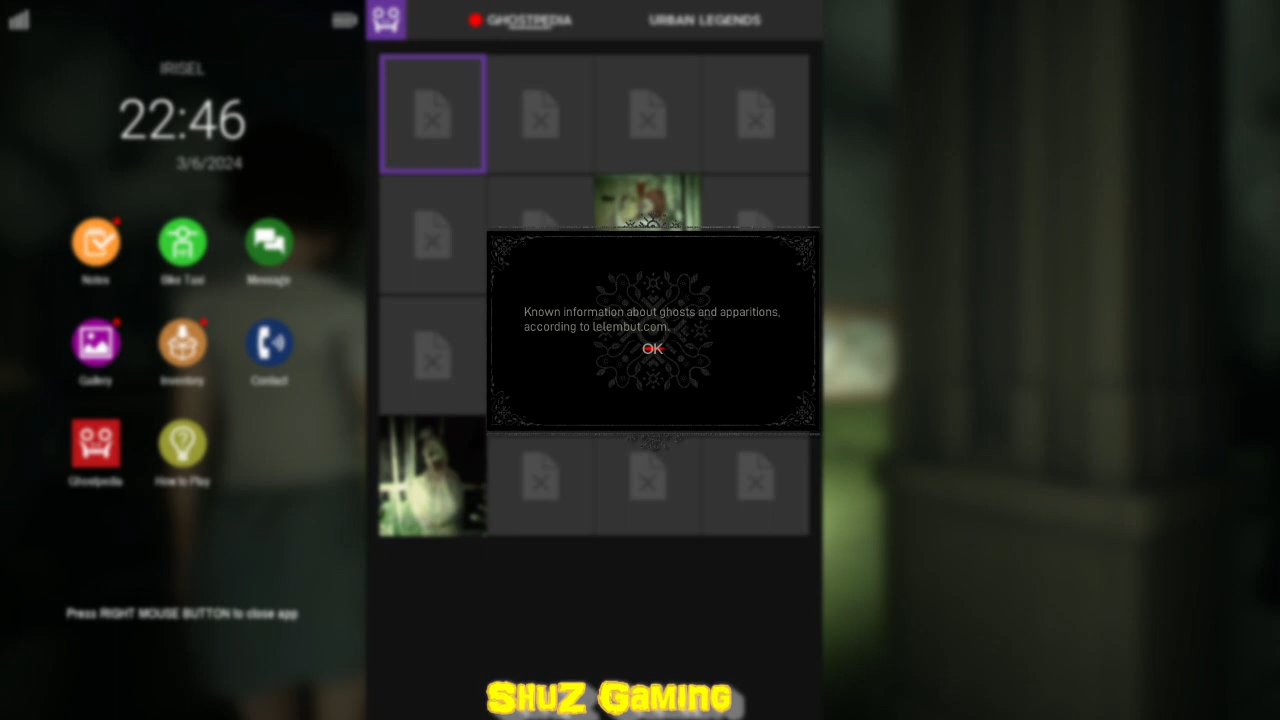 IRISEL
22:46
3/6/2024
Notes
Bike Taxi
Message
Gallery
Inventory
Contact
Ghostpedia
How to Play
Press RIGHT MOUSE BUTTON to close app
GHOSTPEDIA
URBAN LEGENDS
Known information about ghosts and apparitions,
according to lelembut.com.
OK
SHUZ GAMING